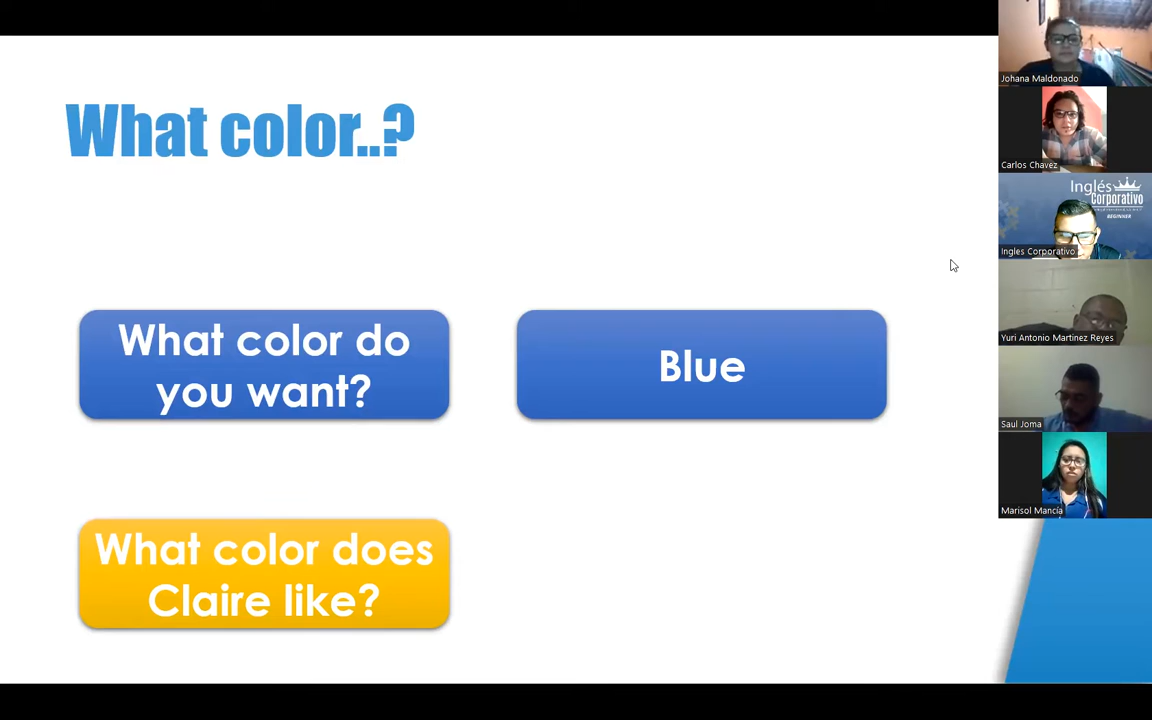 What color..?
What color do
you want?
Blue
What color does
Claire like?
Johana Maldonado
Carlos Chavez
Inglés
Corporativo
BEGINNER
Ingles Corporativo
Yuri Antonio Martinez Reyes
Saul Joma
Marisol Mancía